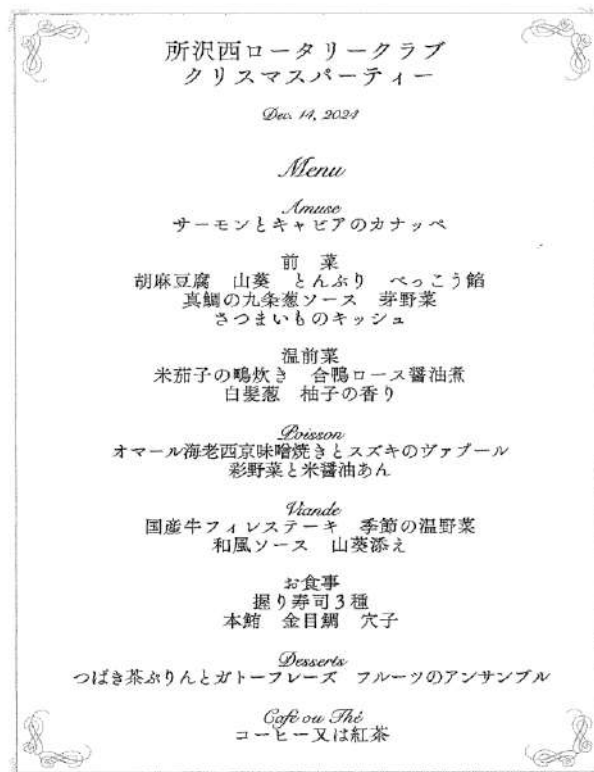 所沢西ロータリークラブ
クリスマスパーティー
Dec. 14, 2024
Menu
Amuse
サーモンとキャビアのカナッペ
前　菜
胡麻豆腐　山葵　とんぶり　べっこう餡
真鯛の九条葱ソース　芽野菜
さつまいものキッシュ
温前菜
米茄子の鴫炊き　合鴨ロース醤油煮
白髪葱　柚子の香り
Poisson
オマール海老西京味噌焼きとスズキのヴァプール
彩野菜と米醤油あん
Viande
国産牛フィレステーキ　季節の温野菜
和風ソース　山葵添え
お食事
握り寿司３種
本鮪　金目鯛　穴子
Desserts
つばき茶ぷりんとガトーフレーズ　フルーツのアンサンブル
Café ou Thé
コーヒー又は紅茶